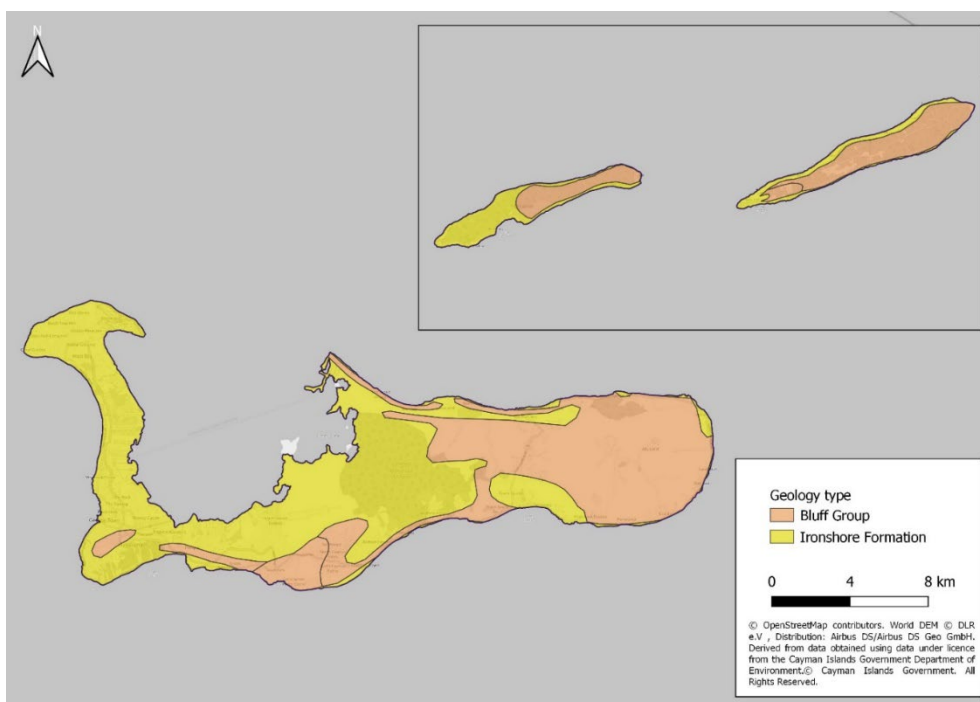 N
Geology type
Bluff Group
Ironshore Formation
0 4 8 km
© OpenStreetMap contributors. World DEM © DLR
e.V , Distribution: Airbus DS/Airbus DS Geo GmbH.
Derived from data obtained using data under licence
from the Cayman Islands Government Department of
Environment.© Cayman Islands Government. All
Rights Reserved.